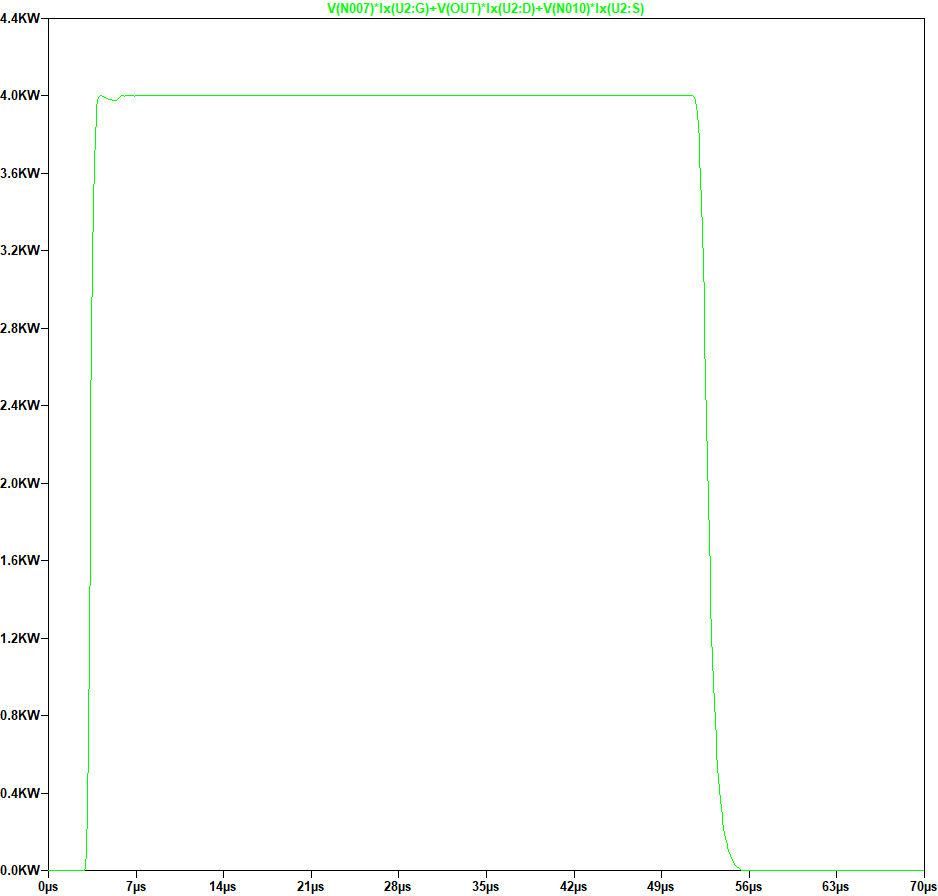 V(N007)*Ix(U2:G)+V(OUT)*Ix(U2:D)+V(N010)*Ix(U2:S)
4.4KW
4.0KW
3.6KW
3.2KW
2.8KW
2.4KW
2.0KW
1.6KW
1.2KW
0.8KW
0.4KW
0.0KW
0µs 7µs 14µs 21µs 28µs 35µs 42µs 49µs 56µs 63µs 70µs